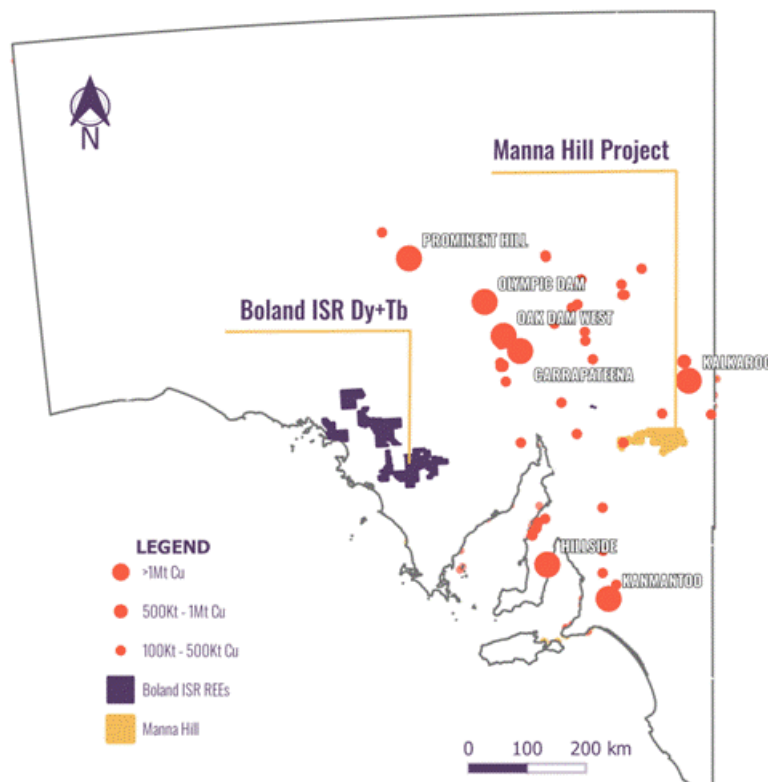 N
Manna Hill Project
PROMINENT HILL
OLYMPIC DAM
Boland ISR Dy+Tb
OAK DAM WEST
KALKAROO
CARRAPATEENA
LEGEND
HILLSIDE
>1Mt Cu
KANMANTOO
500Kt - 1Mt Cu
100Kt - 500Kt Cu
Boland ISR REEs
Manna Hill
0 100 200 km